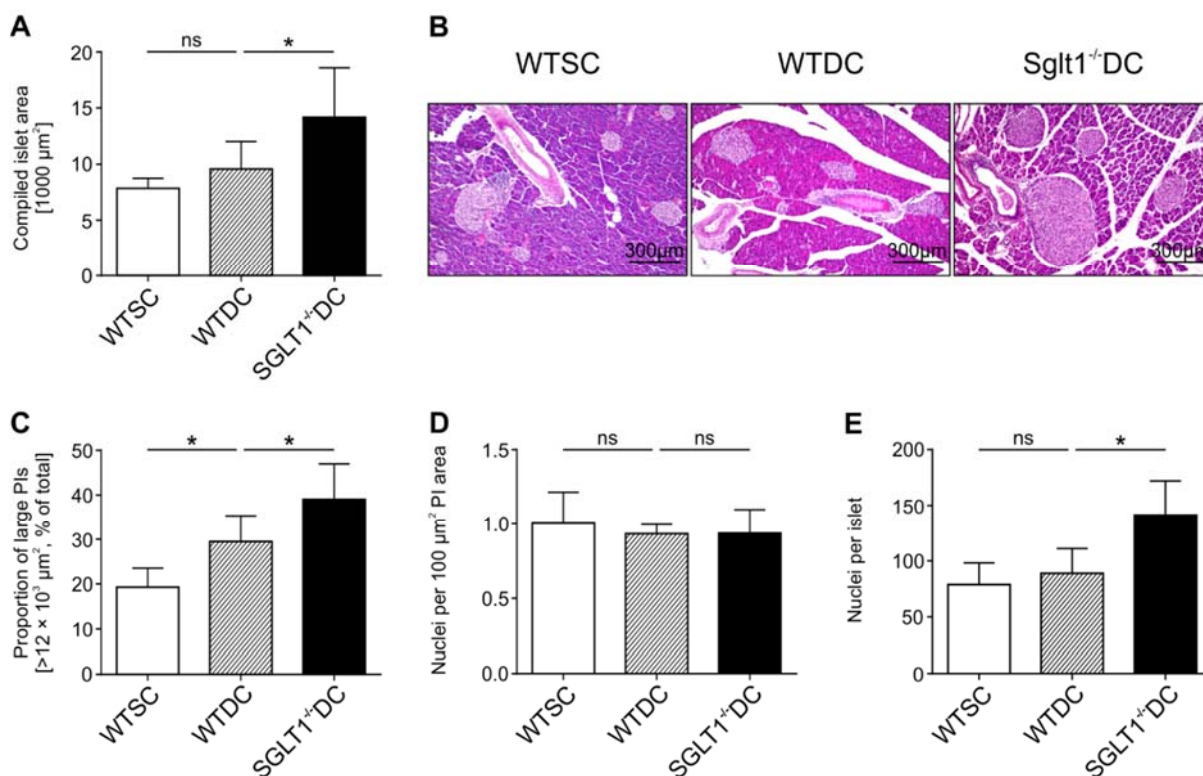 A
Compiled islet area
[1000 µm²]
20
15
10
5
0
ns
*
WTSC
WTDC
SGLT1⁻/⁻DC
B
WTSC
WTDC
Sglt1⁻/⁻DC
300µm
300µm
300µm
C
Proportion of large PIs
[>12 × 10³ µm², % of total]
50
40
30
20
10
0
*
*
WTSC
WTDC
SGLT1⁻/⁻DC
D
Nuclei per 100 µm² PI area
1.5
1.0
0.5
0.0
ns
ns
WTSC
WTDC
SGLT1⁻/⁻DC
E
Nuclei per islet
200
150
100
50
0
ns
*
WTSC
WTDC
SGLT1⁻/⁻DC